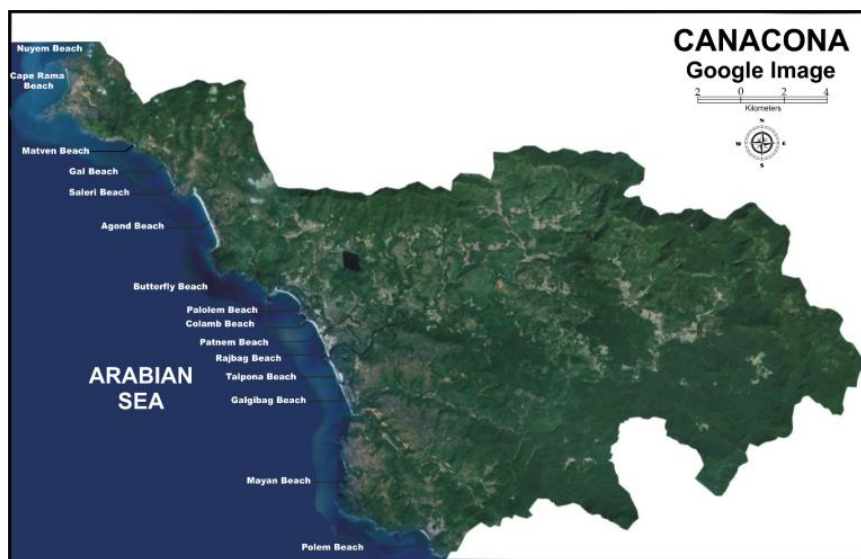 Nuyem Beach
CANACONA
Google Image
2 0 2 4
Kilometers
N
W E
S
Cape Rama
Beach
Matven Beach
Gal Beach
Saleri Beach
Agond Beach
Butterfly Beach
Palolem Beach
Colamb Beach
Patnem Beach
Rajbag Beach
Talpona Beach
Galgibag Beach
ARABIAN
SEA
Mayan Beach
Polem Beach